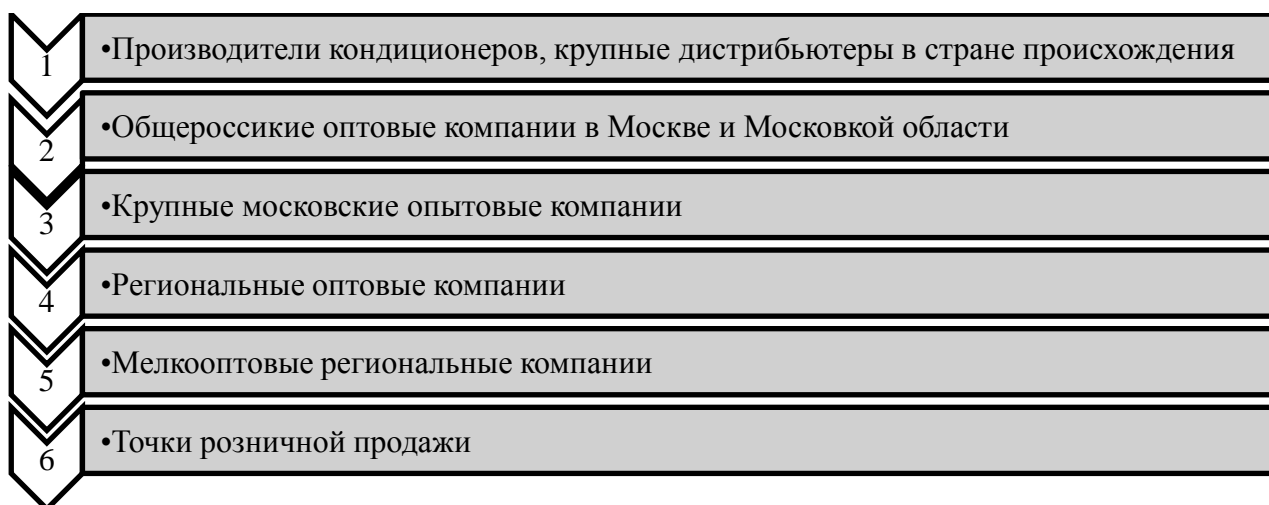 1
•Производители кондиционеров, крупные дистрибьютеры в стране происхождения
2
•Общероссикие оптовые компании в Москве и Московкой области
3
•Крупные московские опытовые компании
4
•Региональные оптовые компании
5
•Мелкооптовые региональные компании
6
•Точки розничной продажи